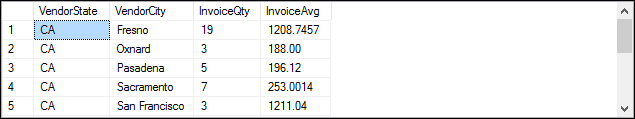 VendorState VendorCity InvoiceQty InvoiceAvg
1 CA Fresno 19 1208.7457
2 CA Oxnard 3 188.00
3 CA Pasadena 5 196.12
4 CA Sacramento 7 253.0014
5 CA San Francisco 3 1211.04